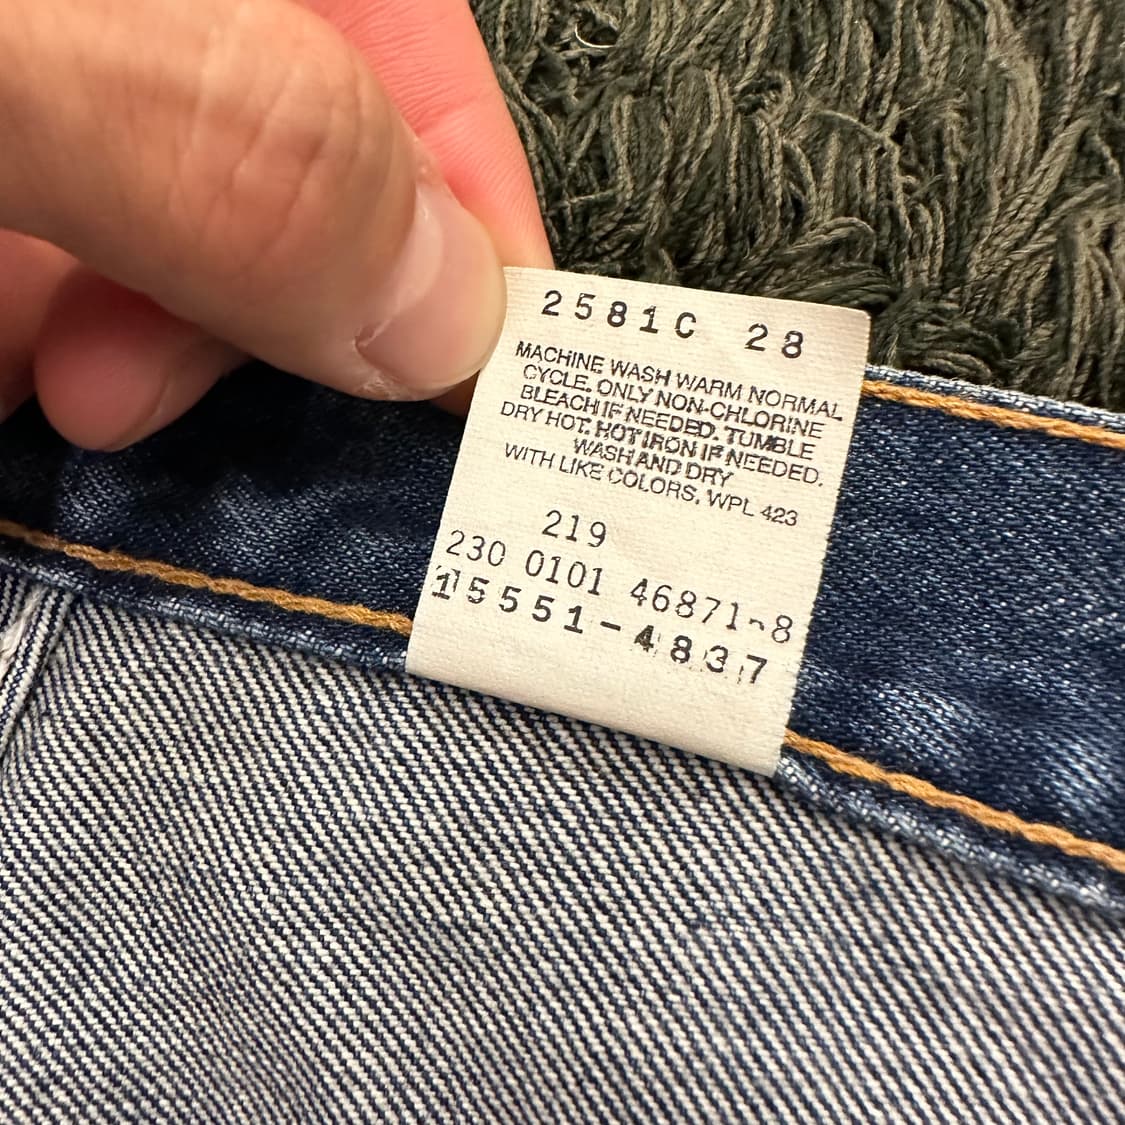 2581C 28
MACHINE WASH WARM NORMAL
CYCLE. ONLY NON-CHLORINE
BLEACH IF NEEDED. TUMBLE
DRY HOT. HOT IRON IF NEEDED.
WASH AND DRY
WITH LIKE COLORS. WPL 423
219
230 0101 46871-8
15551-4837